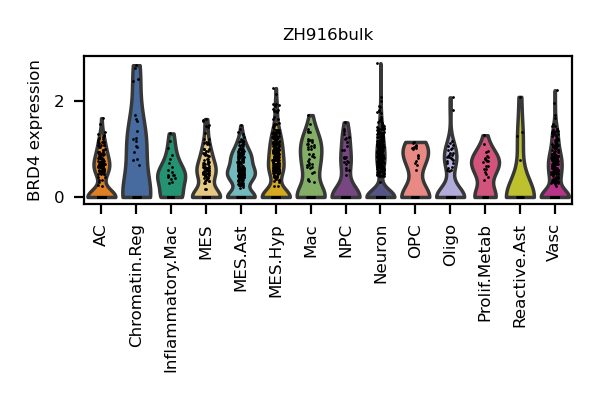 ZH916bulk
BRD4 expression
2
0
AC
Chromatin.Reg
Inflammatory.Mac
MES
MES.Ast
MES.Hyp
Mac
NPC
Neuron
OPC
Oligo
Prolif.Metab
Reactive.Ast
Vasc